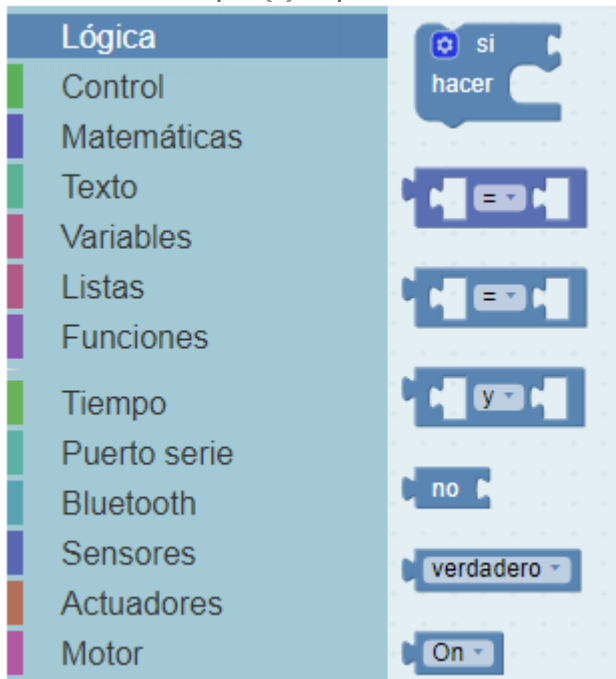 Lógica
Control
Matemáticas
Texto
Variables
Listas
Funciones
Tiempo
Puerto serie
Bluetooth
Sensores
Actuadores
Motor
si
hacer
=
=
y
no
verdadero
On